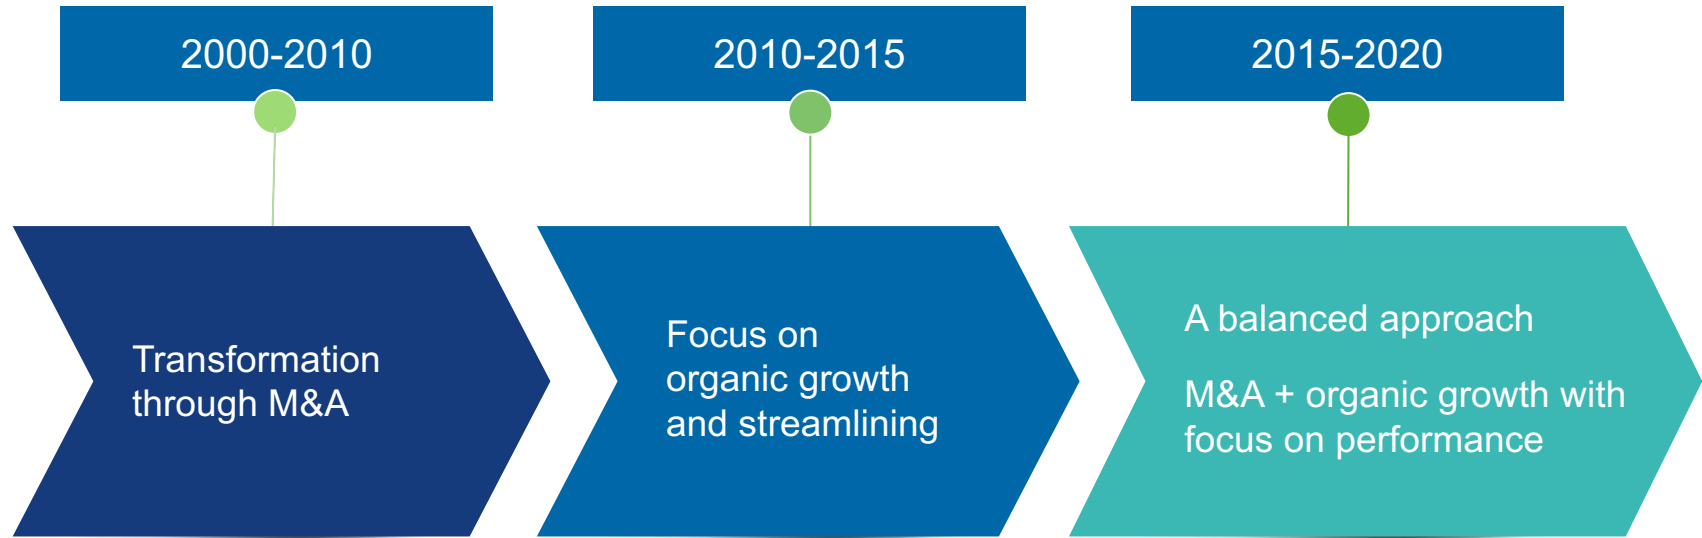 2000-2010
2010-2015
2015-2020
Transformation
through M&A
Focus on
organic growth
and streamlining
A balanced approach
M&A + organic growth with
focus on performance